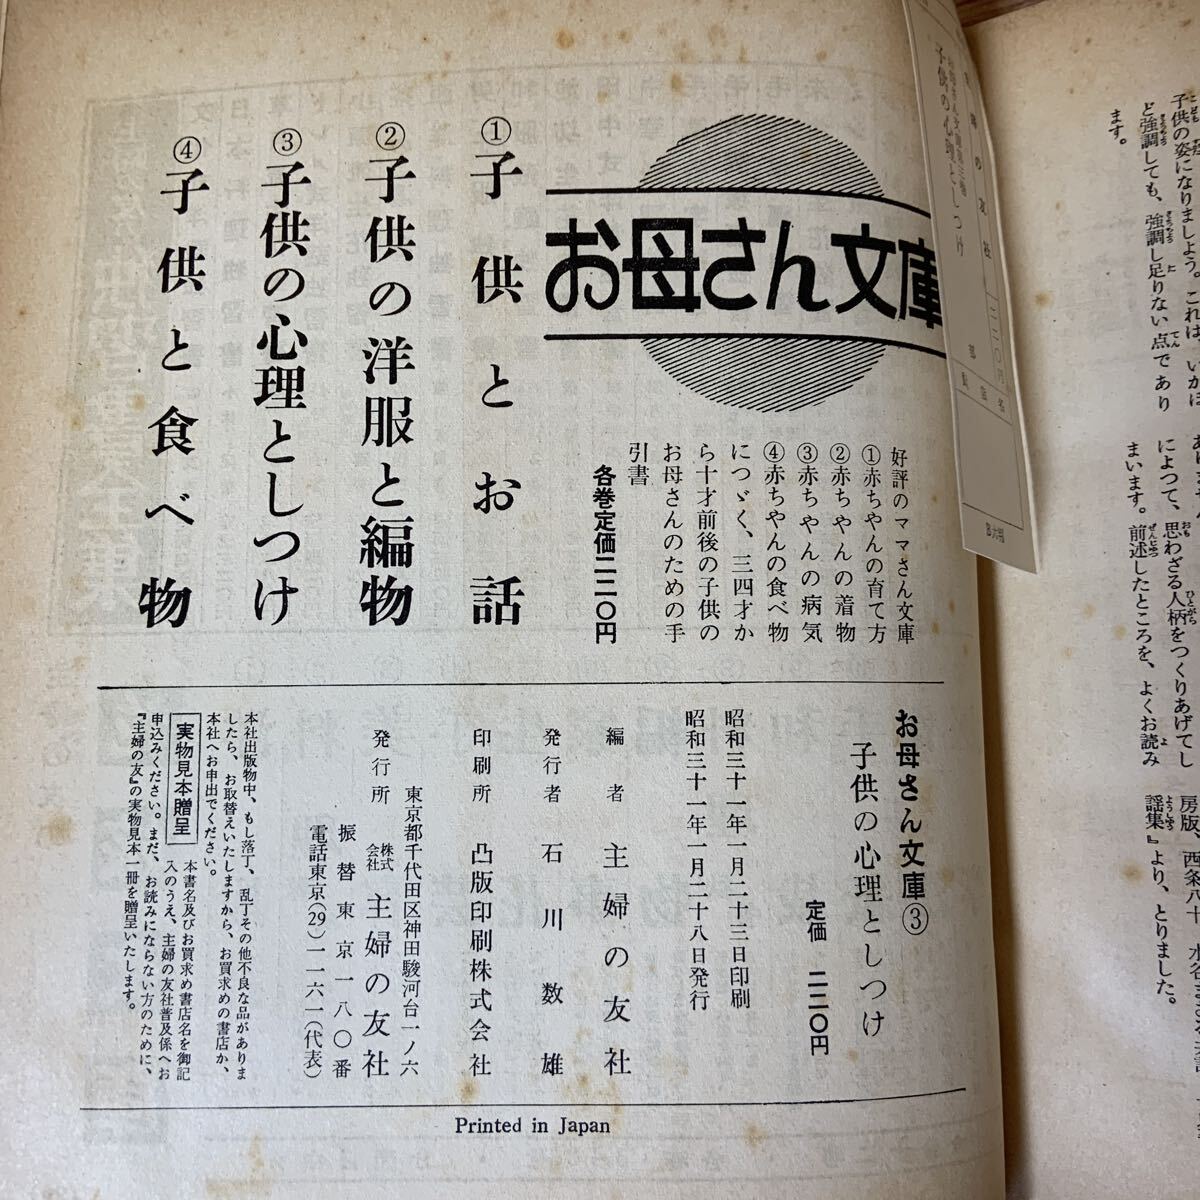 子供の姿になりましよう。これは、いかほ
ど強調しても、強調し足りない点であり
ます。
によつて、思わざる人柄をつくりあげてし
まいます。前述したところを、よくお読み
謡集』より、とりました。
子供の心理としつけ
B六判
お母さん文庫
好評のママさん文庫
①赤ちやんの育て方
②赤ちやんの着物
③赤ちやんの病気
④赤ちやんの食べ物
につゞく、三四才か
ら十才前後の子供の
お母さんのための手
引書
各巻定価二二〇円
①子供とお話
②子供の洋服と編物
③子供の心理としつけ
④子供と食べ物
お母さん文庫③
子供の心理としつけ
定価 二二〇円
昭和三十一年一月二十三日印刷
昭和三十一年一月二十八日発行
編者 主婦の友社
発行者 石川数雄
印刷所 凸版印刷株式会社
東京都千代田区神田駿河台一ノ六
発行所 株式会社 主婦の友社
振替東京一八〇番
電話東京(29)一一六一(代表)
本社出版物中、もし落丁、乱丁その他不良な品がありま
したら、お取替えいたしますから、お買求めの書店か、
本社へお申出でください。
実物見本贈呈
本書名及びお買求め書店名を御記
入のうえ、主婦の友社普及係へお
申込みください。まだ、お読みにならない方のために、
『主婦の友』の実物見本一冊を贈呈いたします。
Printed in Japan